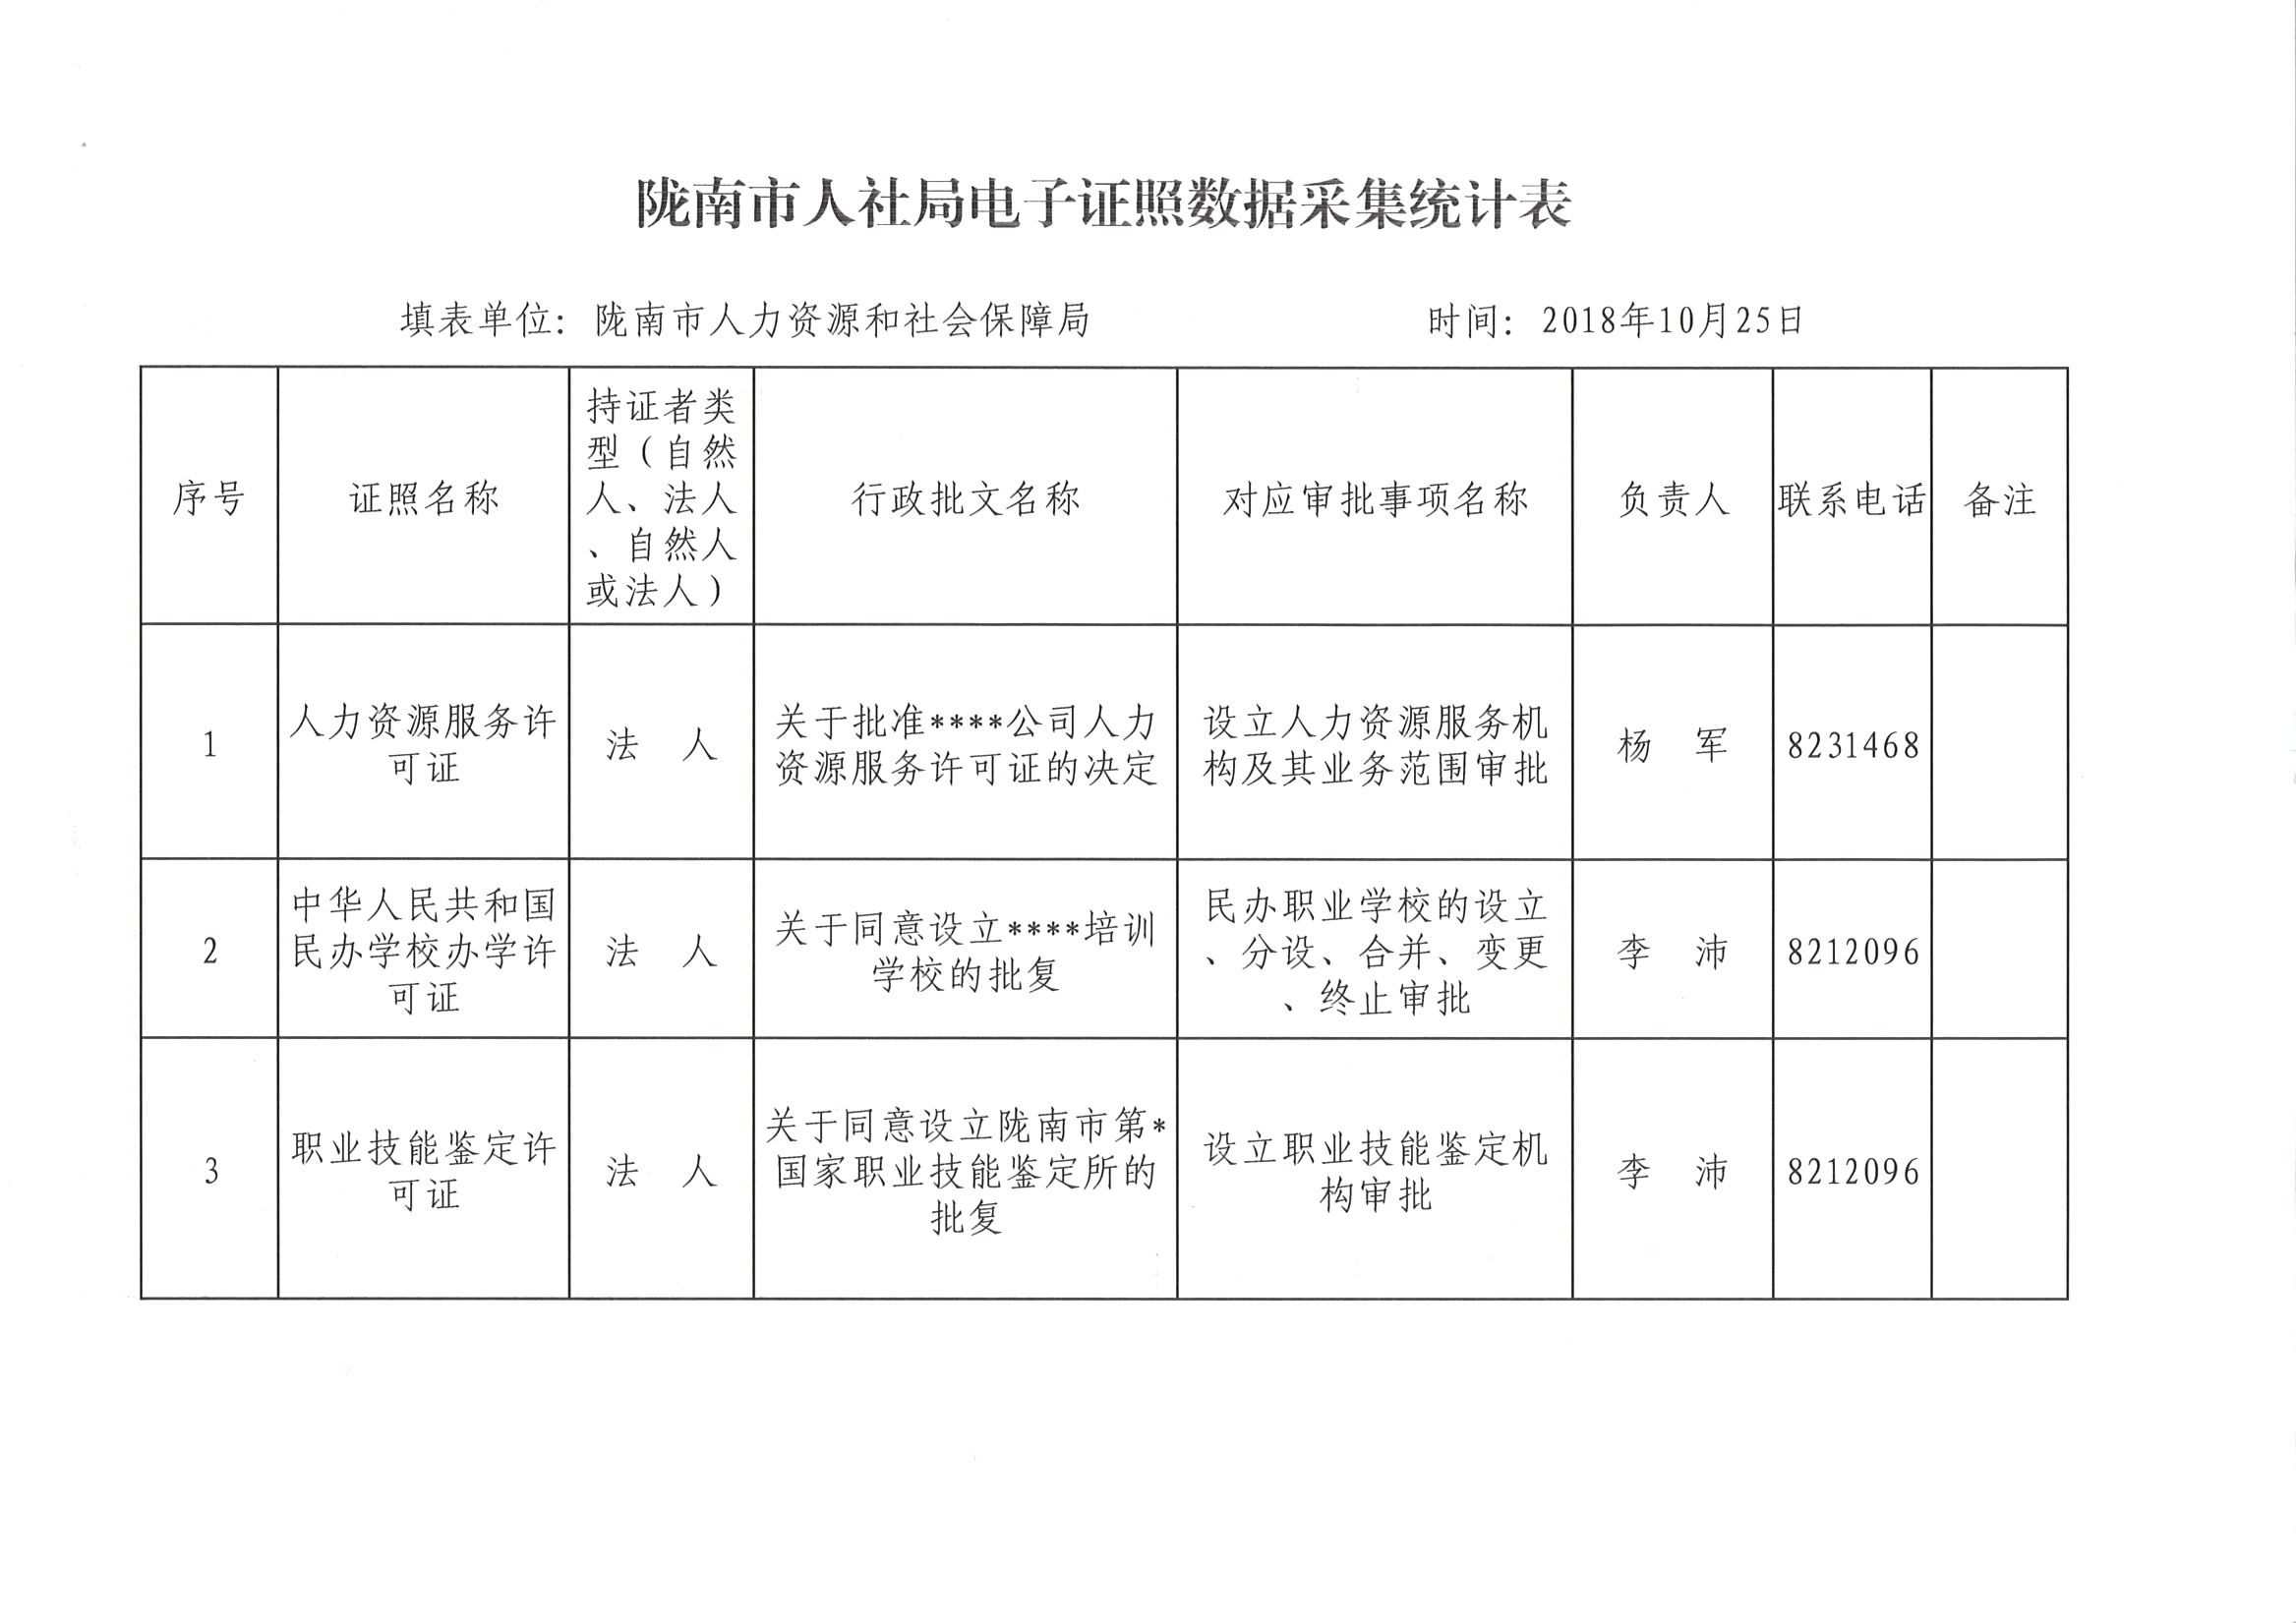 陇南市人社局电子证照数据采集统计表
填表单位：陇南市人力资源和社会保障局
时间：2018年10月25日
序号
证照名称
持证者类
型（自然
人、法人
、自然人
或法人）
行政批文名称
对应审批事项名称
负责人
联系电话
备注
1
人力资源服务许
可证
法 人
关于批准****公司人力
资源服务许可证的决定
设立人力资源服务机
构及其业务范围审批
杨 军
8231468
2
中华人民共和国
民办学校办学许
可证
法 人
关于同意设立****培训
学校的批复
民办职业学校的设立
、分设、合并、变更
、终止审批
李 沛
8212096
3
职业技能鉴定许
可证
法 人
关于同意设立陇南市第*
国家职业技能鉴定所的
批复
设立职业技能鉴定机
构审批
李 沛
8212096